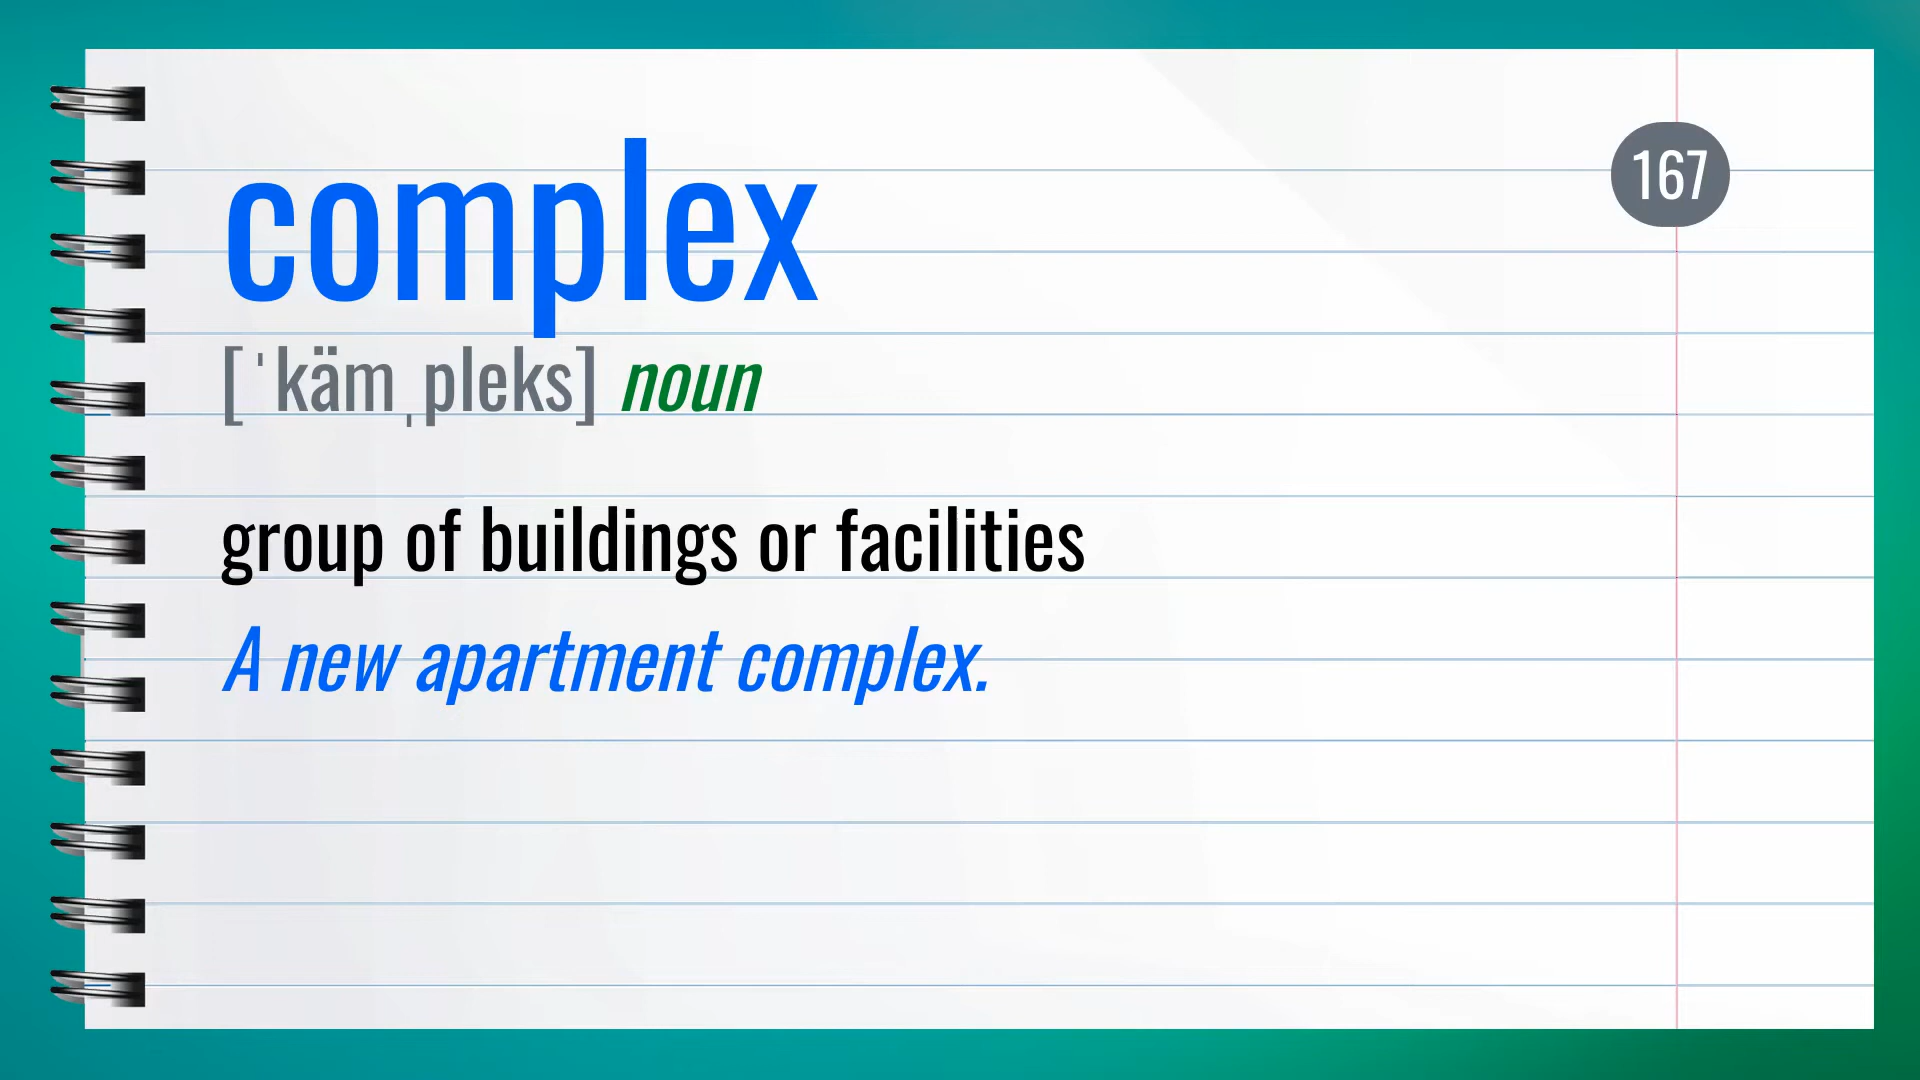 complex
167
[ˈkämˌpleks] noun
group of buildings or facilities
A new apartment complex.